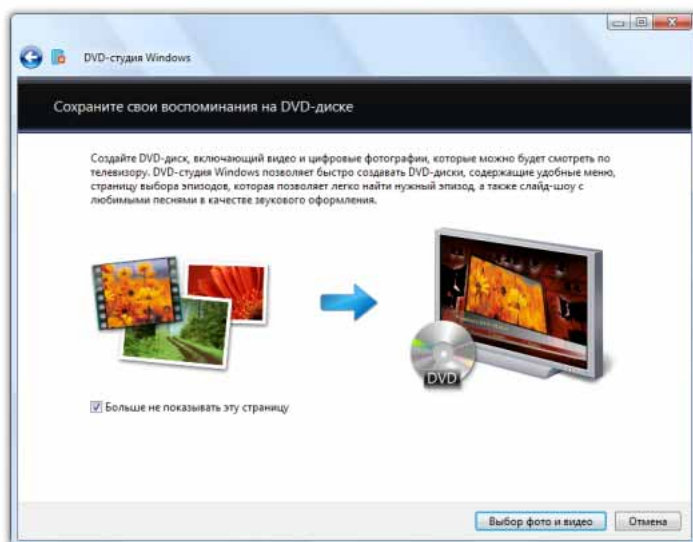 DVD-студия Windows
Сохраните свои воспоминания на DVD-диске
Создайте DVD-диск, включающий видео и цифровые фотографии, которые можно будет смотреть по
телевизору. DVD-студия Windows позволяет быстро создавать DVD-диски, содержащие удобные меню,
страницу выбора эпизодов, которая позволяет легко найти нужный эпизод, а также слайд-шоу с
любимыми песнями в качестве звукового оформления.
DVD
Больше не показывать эту страницу
Выбор фото и видео Отмена